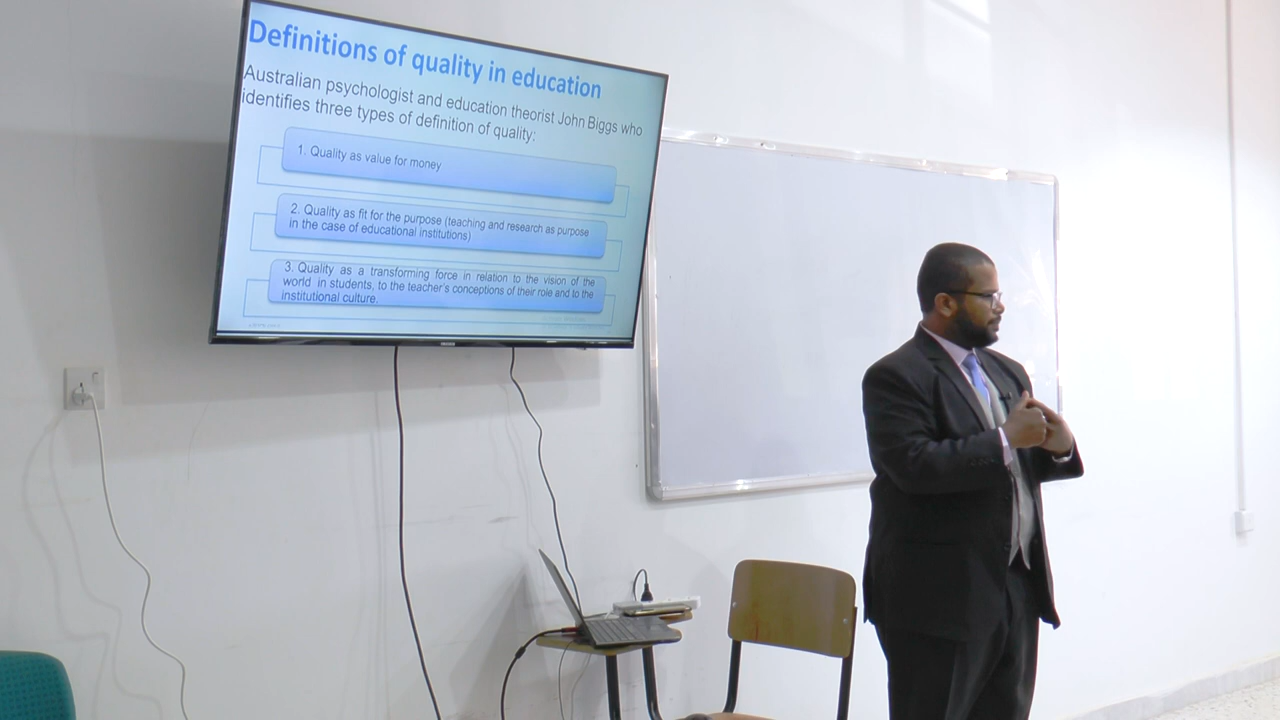 Definitions of quality in education
Australian psychologist and education theorist John Biggs who
identifies three types of definition of quality:
1. Quality as value for money
2. Quality as fit for the purpose (teaching and research as purpose
in the case of educational institutions)
3. Quality as a transforming force in relation to the vision of the
world in students, to the teacher's conceptions of their role and to the
institutional culture.